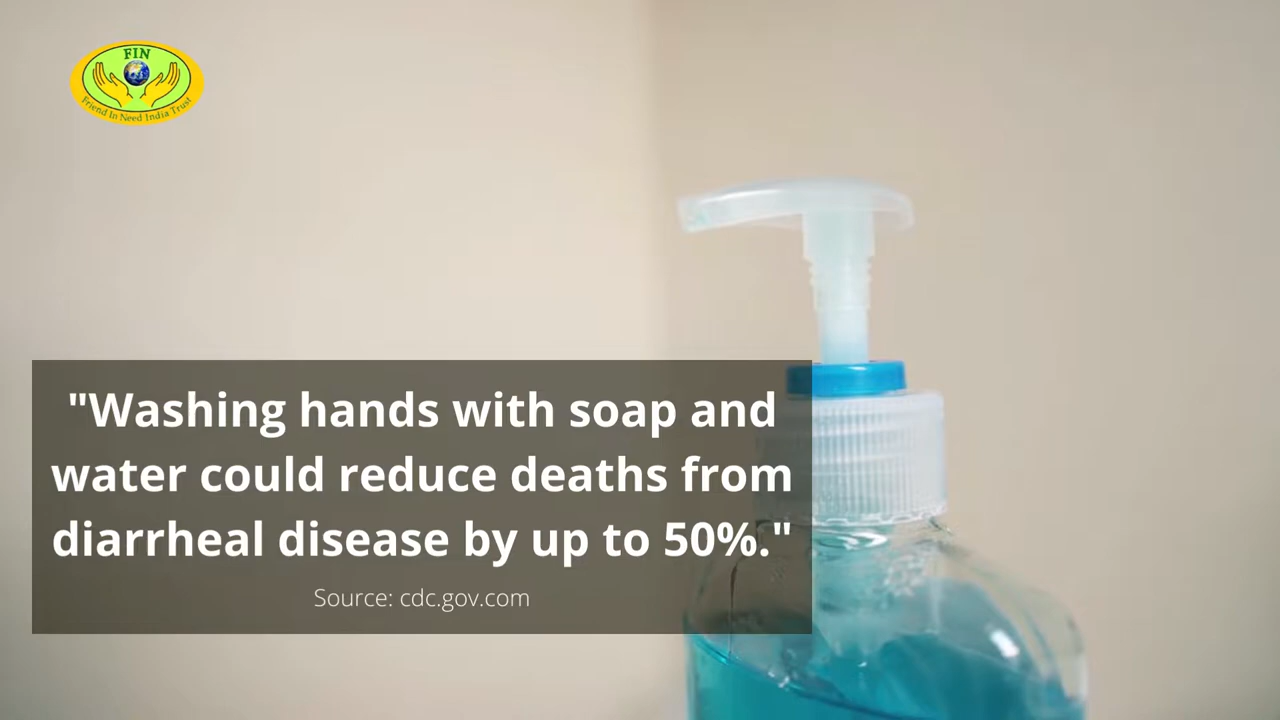 FIN
Friend In Need India Trust
"Washing hands with soap and
water could reduce deaths from
diarrheal disease by up to 50%."
Source: cdc.gov.com